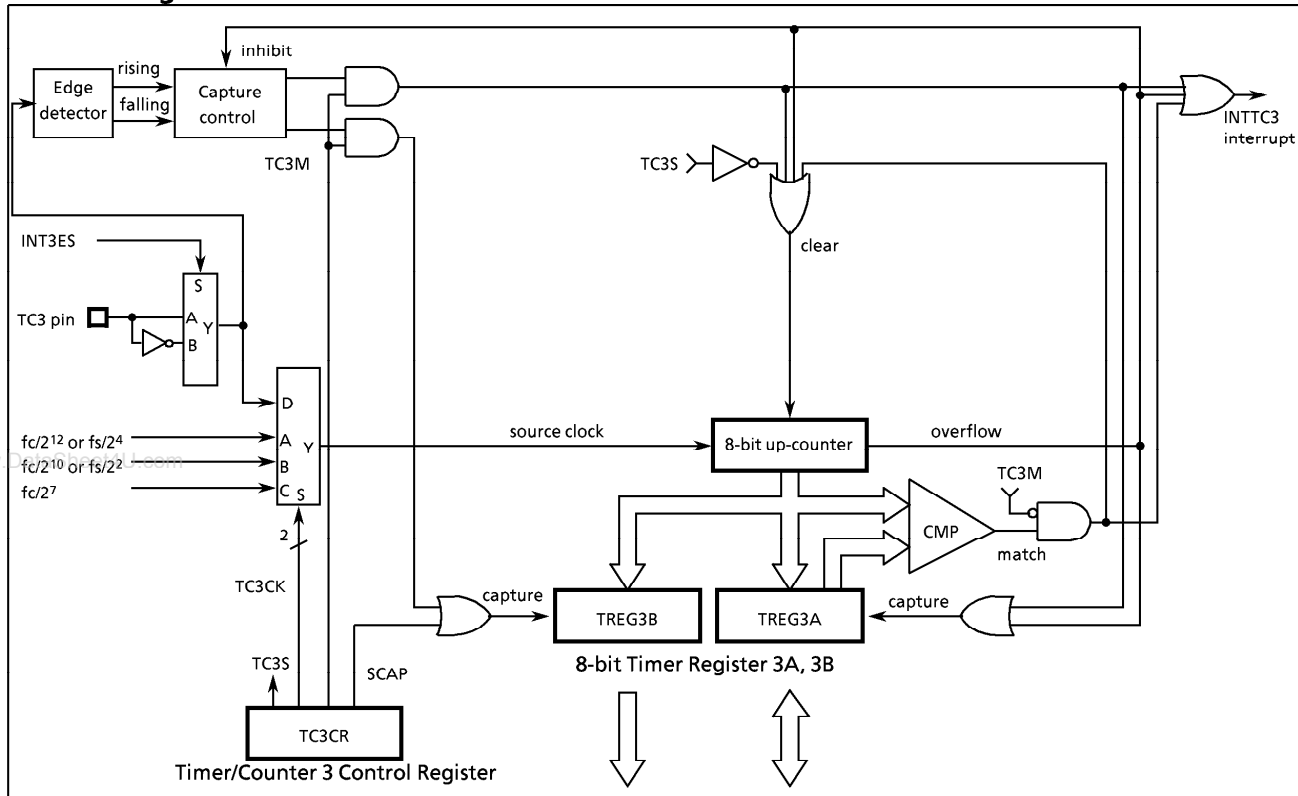 inhibit
rising
Edge detector
falling
Capture control
INTTC3 interrupt
TC3M
TC3S
INT3ES
clear
S
TC3 pin
A
Y
B
D
fc/2¹² or fs/2⁴
A
Y
source clock
8-bit up-counter
overflow
fc/2¹⁰ or fs/2²
B
fc/2⁷
C
S
TC3M
2
CMP
match
TC3CK
capture
TREG3B
TREG3A
capture
TC3S
SCAP
8-bit Timer Register 3A, 3B
TC3CR
Timer/Counter 3 Control Register